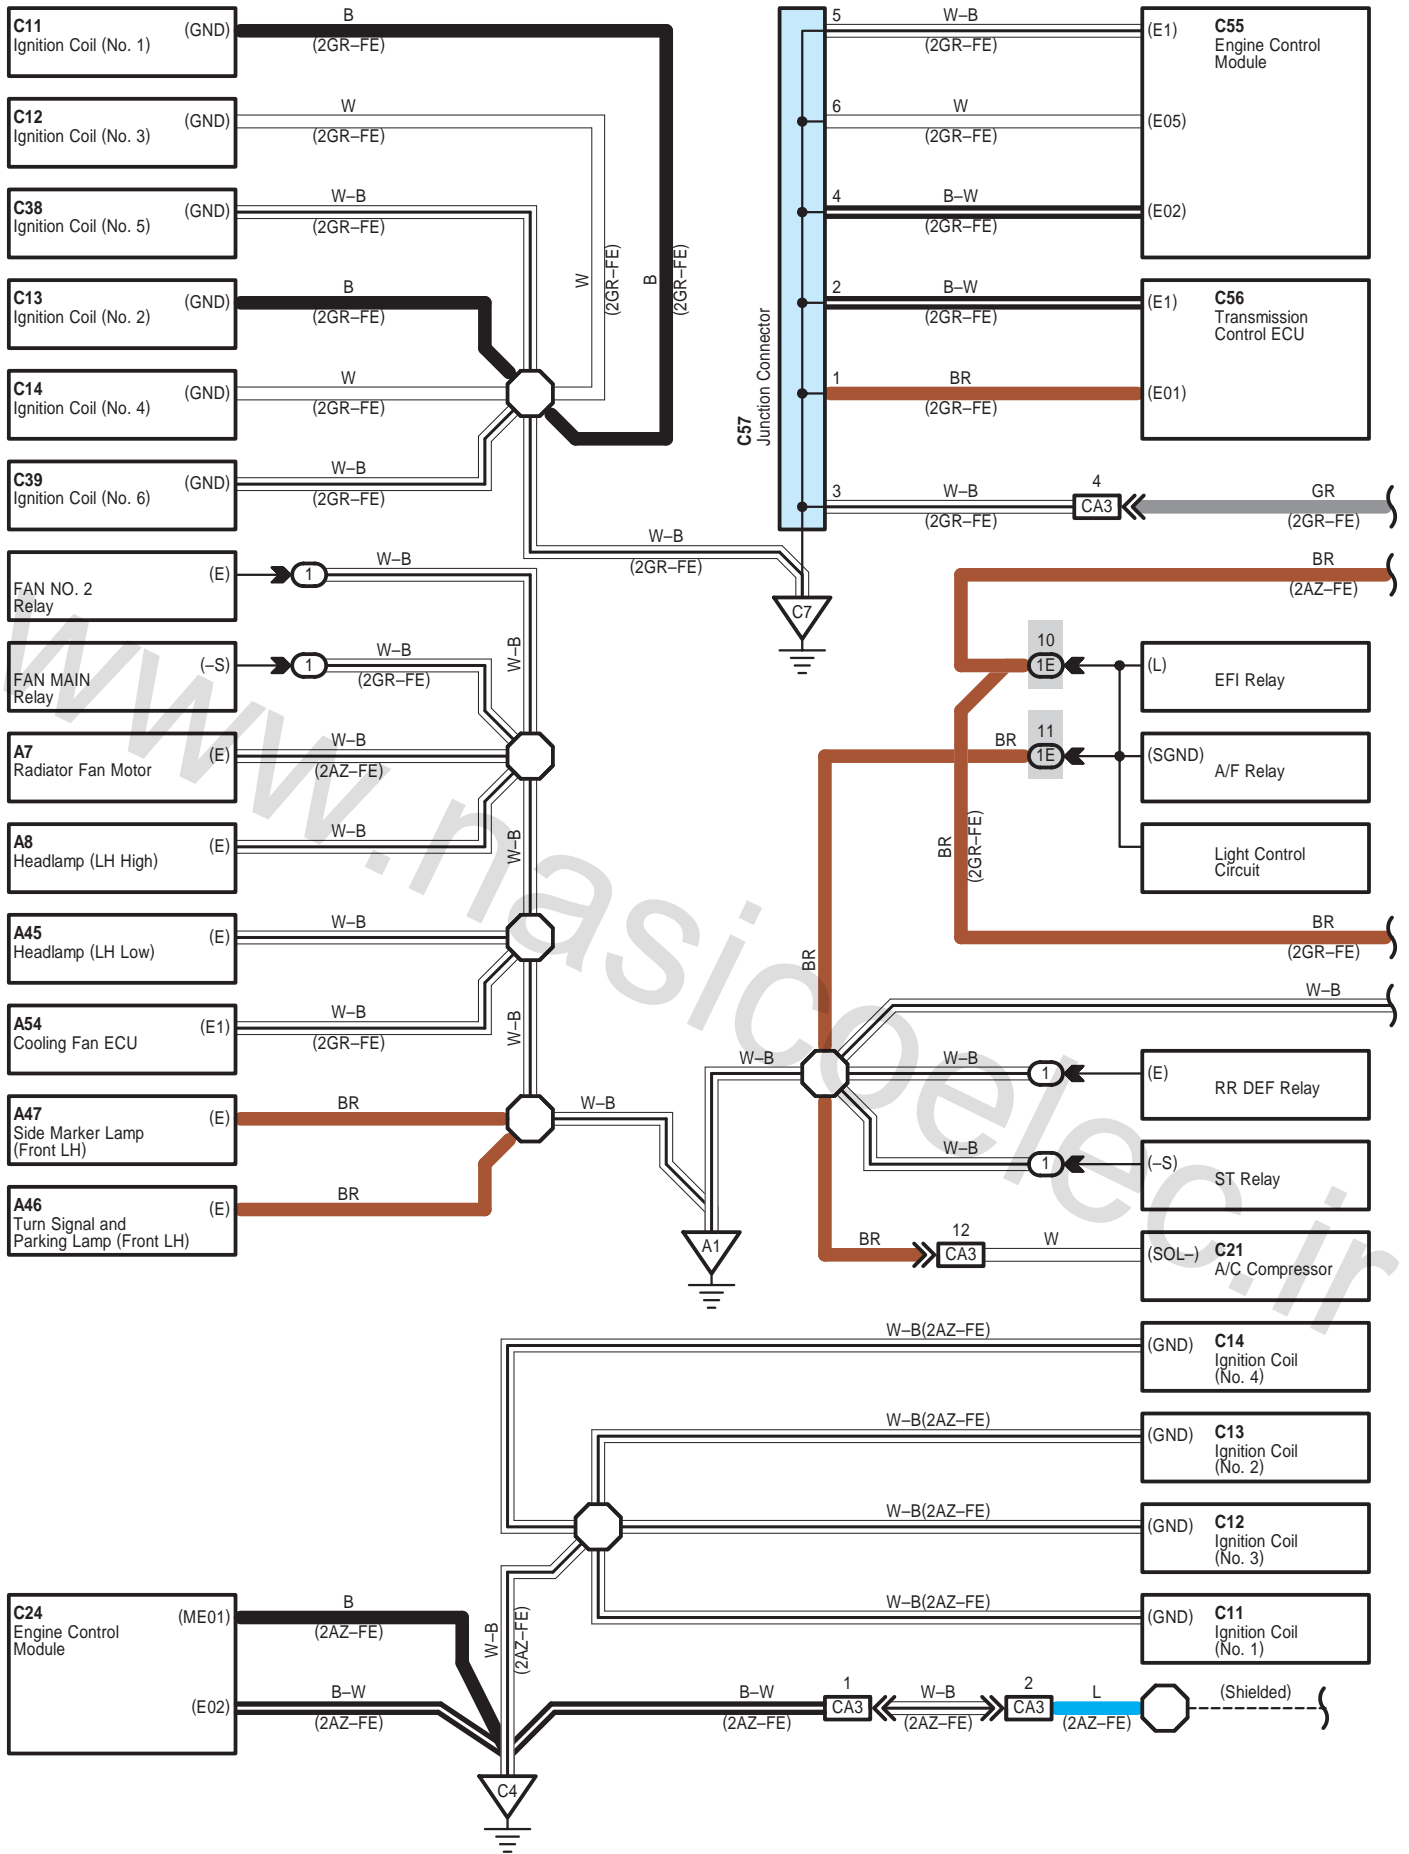 C11
Ignition Coil (No. 1)
(GND)
B
(2GR–FE)
C12
Ignition Coil (No. 3)
(GND)
W
(2GR–FE)
C38
Ignition Coil (No. 5)
(GND)
W–B
(2GR–FE)
C13
Ignition Coil (No. 2)
(GND)
B
(2GR–FE)
C14
Ignition Coil (No. 4)
(GND)
W
(2GR–FE)
C39
Ignition Coil (No. 6)
(GND)
W–B
(2GR–FE)
W
(2GR–FE)
B
(2GR–FE)
W–B
(2GR–FE)
C7
C57
Junction Connector
5
W–B
(2GR–FE)
(E1)
C55
Engine Control
Module
6
W
(2GR–FE)
(E05)
4
B–W
(2GR–FE)
(E02)
2
B–W
(2GR–FE)
(E1)
C56
Transmission
Control ECU
1
BR
(2GR–FE)
(E01)
3
W–B
(2GR–FE)
4
CA3
GR
(2GR–FE)
FAN NO. 2
Relay
(E)
1
W–B
W–B
FAN MAIN
Relay
(–S)
1
W–B
(2GR–FE)
A7
Radiator Fan Motor
(E)
W–B
(2AZ–FE)
A8
Headlamp (LH High)
(E)
W–B
W–B
A45
Headlamp (LH Low)
(E)
W–B
A54
Cooling Fan ECU
(E1)
W–B
(2GR–FE)
W–B
A47
Side Marker Lamp
(Front LH)
(E)
BR
A46
Turn Signal and
Parking Lamp (Front LH)
(E)
BR
W–B
A1
W–B
BR
(2AZ–FE)
10
1E
(L)
EFI Relay
11
1E
BR
(SGND)
A/F Relay
Light Control
Circuit
BR
(2GR–FE)
BR
(2GR–FE)
BR
W–B
W–B
1
(E)
RR DEF Relay
W–B
1
(–S)
ST Relay
BR
12
CA3
W
(SOL–)
C21
A/C Compressor
W–B(2AZ–FE)
(GND)
C14
Ignition Coil
(No. 4)
W–B(2AZ–FE)
(GND)
C13
Ignition Coil
(No. 2)
W–B(2AZ–FE)
(GND)
C12
Ignition Coil
(No. 3)
W–B(2AZ–FE)
(GND)
C11
Ignition Coil
(No. 1)
C24
Engine Control
Module
(ME01)
B
(2AZ–FE)
(E02)
B–W
(2AZ–FE)
W–B
(2AZ–FE)
C4
B–W
(2AZ–FE)
1
CA3
W–B
(2AZ–FE)
2
CA3
L
(2AZ–FE)
(Shielded)
www.nasicoelec.ir